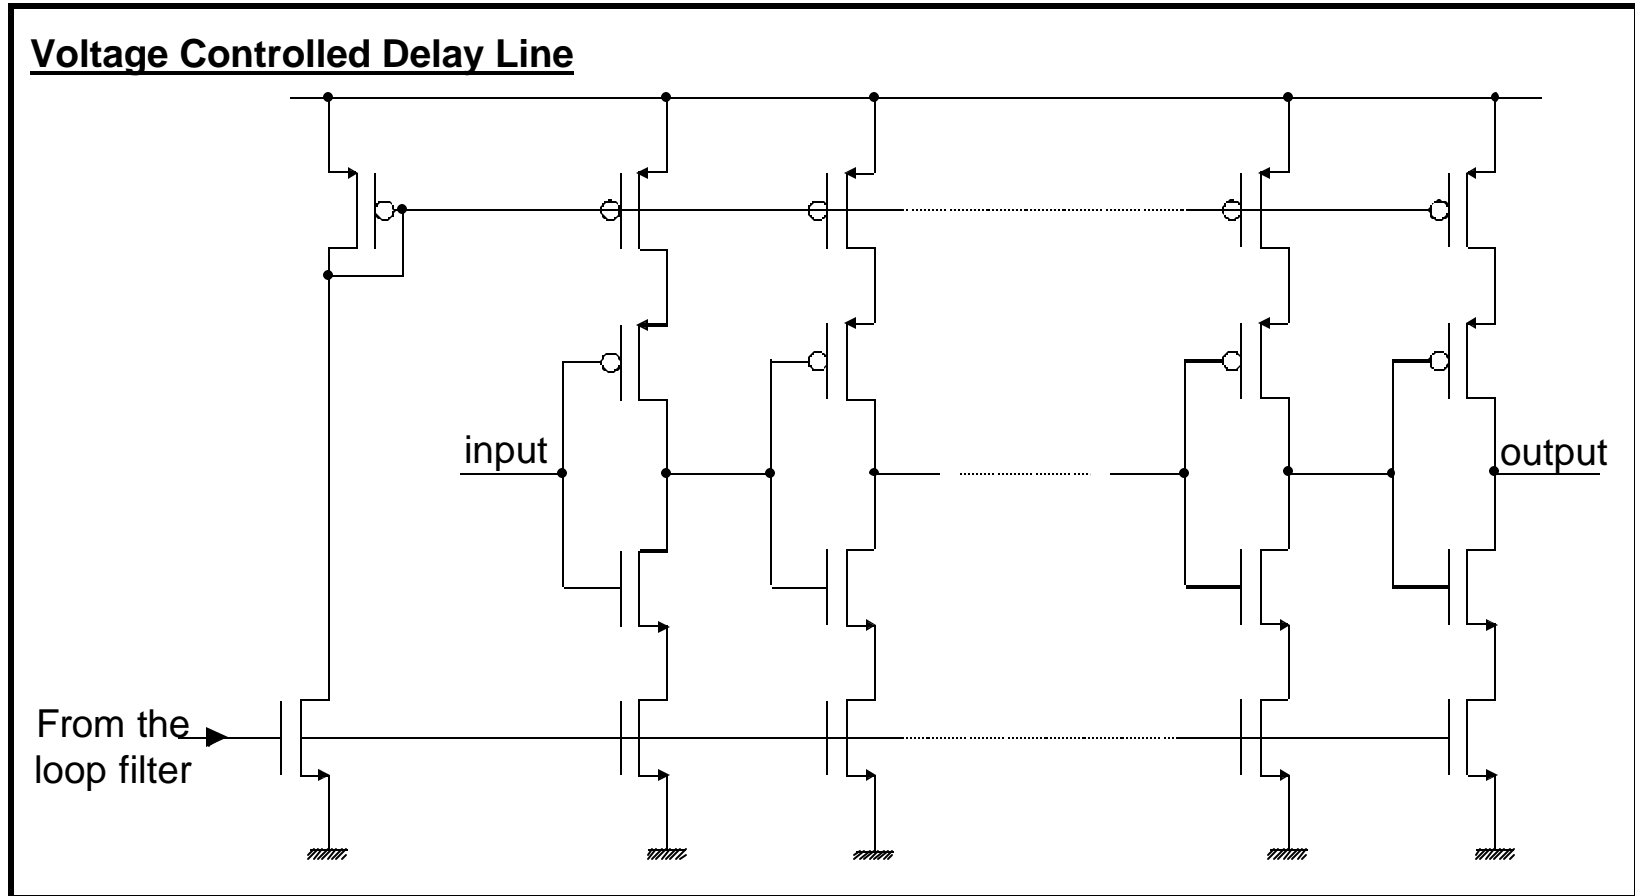 Voltage Controlled Delay Line
input
output
From the
loop filter